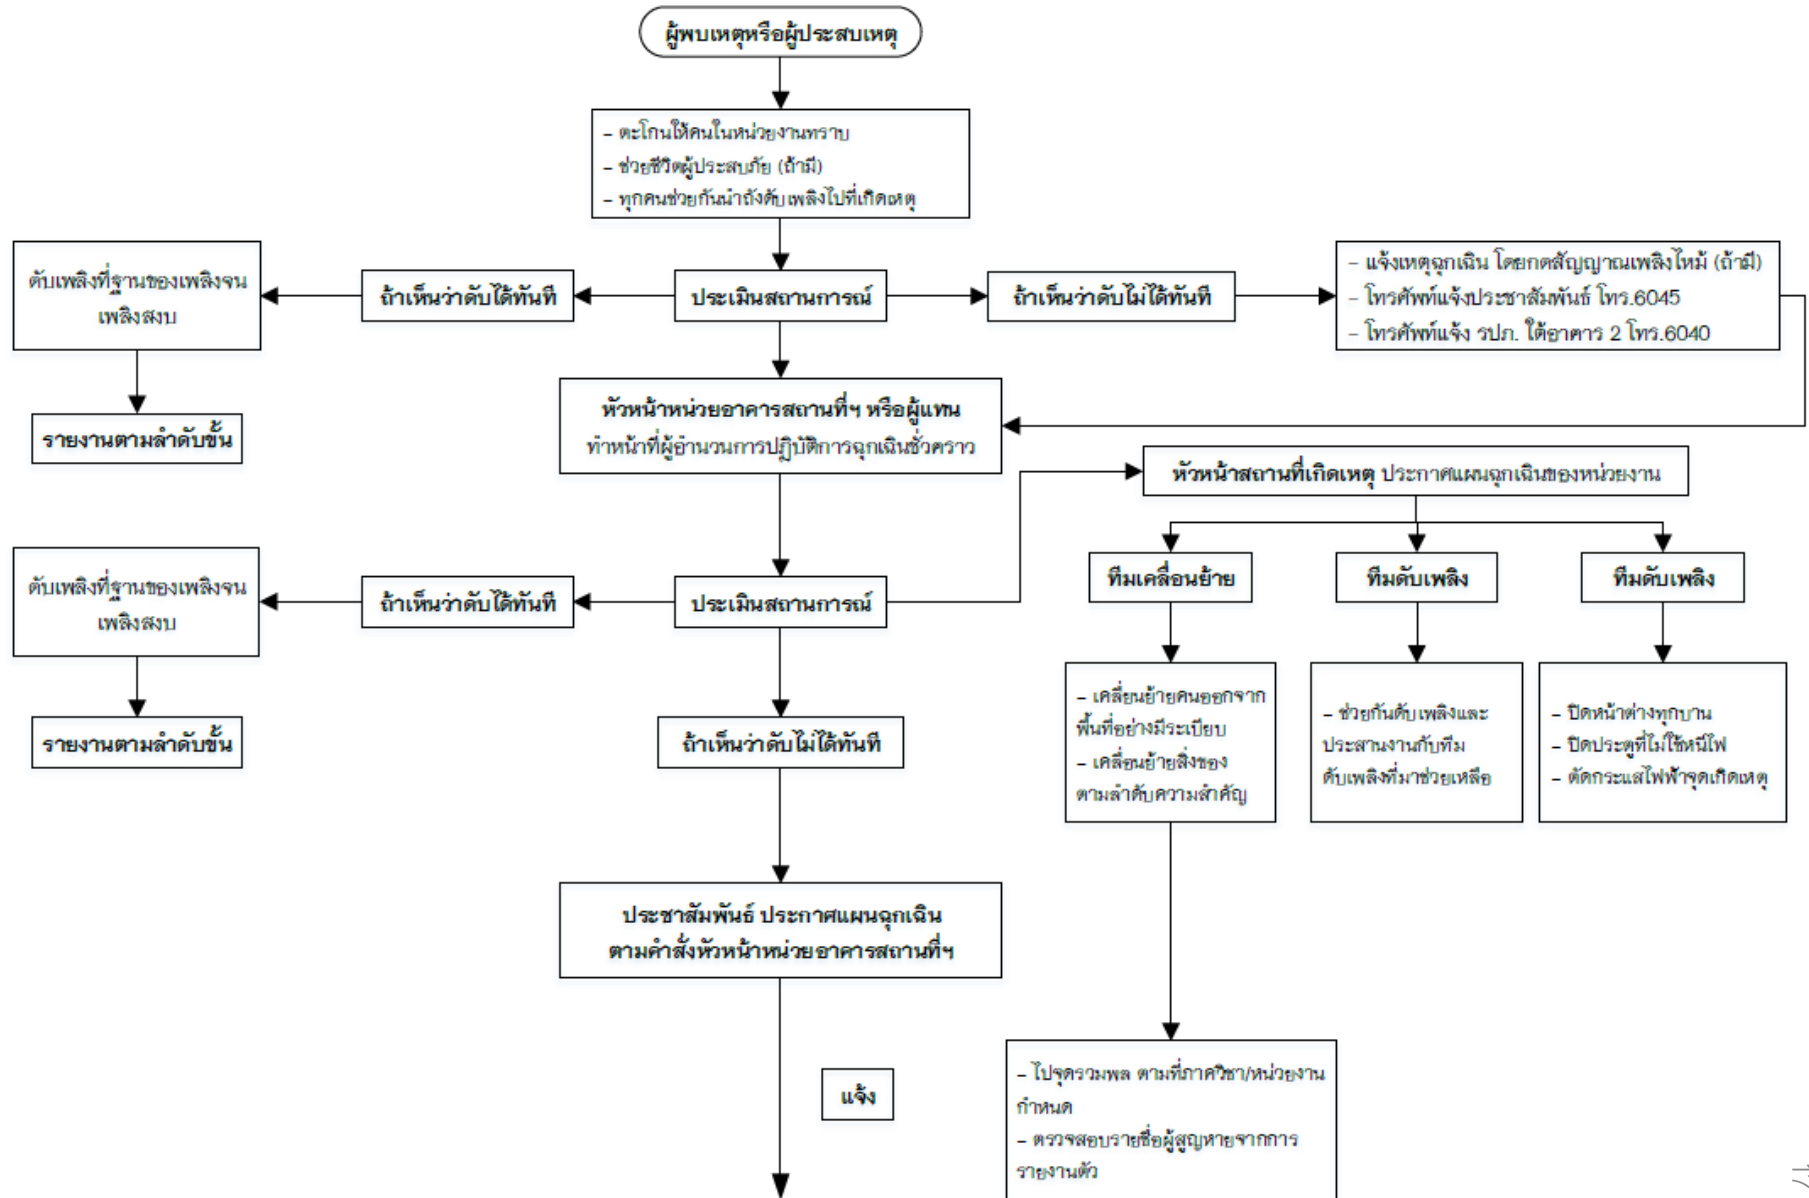 ผู้พบเหตุหรือผู้ประสบเหตุ
- ตะโกนให้คนในหน่วยงานทราบ
- ช่วยชีวิตผู้ประสบภัย (ถ้ามี)
- ทุกคนช่วยกันนำถังดับเพลิงไปที่เกิดเหตุ
ดับเพลิงที่ฐานของเพลิงจน
เพลิงสงบ
ถ้าเห็นว่าดับได้ทันที
ประเมินสถานการณ์
ถ้าเห็นว่าดับไม่ได้ทันที
- แจ้งเหตุฉุกเฉิน โดยกดสัญญาณเพลิงไหม้ (ถ้ามี)
- โทรศัพท์แจ้งประชาสัมพันธ์ โทร.6045
- โทรศัพท์แจ้ง รปภ. ใต้อาคาร 2 โทร.6040
รายงานตามลำดับขั้น
หัวหน้าหน่วยอาคารสถานที่ฯ หรือผู้แทน
ทำหน้าที่ผู้อำนวยการปฏิบัติการฉุกเฉินชั่วคราว
หัวหน้าสถานที่เกิดเหตุ ประกาศแผนฉุกเฉินของหน่วยงาน
ดับเพลิงที่ฐานของเพลิงจน
เพลิงสงบ
ถ้าเห็นว่าดับได้ทันที
ประเมินสถานการณ์
ทีมเคลื่อนย้าย
ทีมดับเพลิง
ทีมดับเพลิง
รายงานตามลำดับขั้น
ถ้าเห็นว่าดับไม่ได้ทันที
- เคลื่อนย้ายคนออกจาก
พื้นที่อย่างมีระเบียบ
- เคลื่อนย้ายสิ่งของ
ตามลำดับความสำคัญ
- ช่วยกันดับเพลิงและ
ประสานงานกับทีม
ดับเพลิงที่มาช่วยเหลือ
- ปิดหน้าต่างทุกบาน
- ปิดประตูที่ไม่ใช้หนีไฟ
- ตัดกระแสไฟฟ้าจุดเกิดเหตุ
ประชาสัมพันธ์ ประกาศแผนฉุกเฉิน
ตามคำสั่งหัวหน้าหน่วยอาคารสถานที่ฯ
แจ้ง
- ไปจุดรวมพล ตามที่ภาควิชา/หน่วยงาน
กำหนด
- ตรวจสอบรายชื่อผู้สูญหายจากการ
รายงานตัว